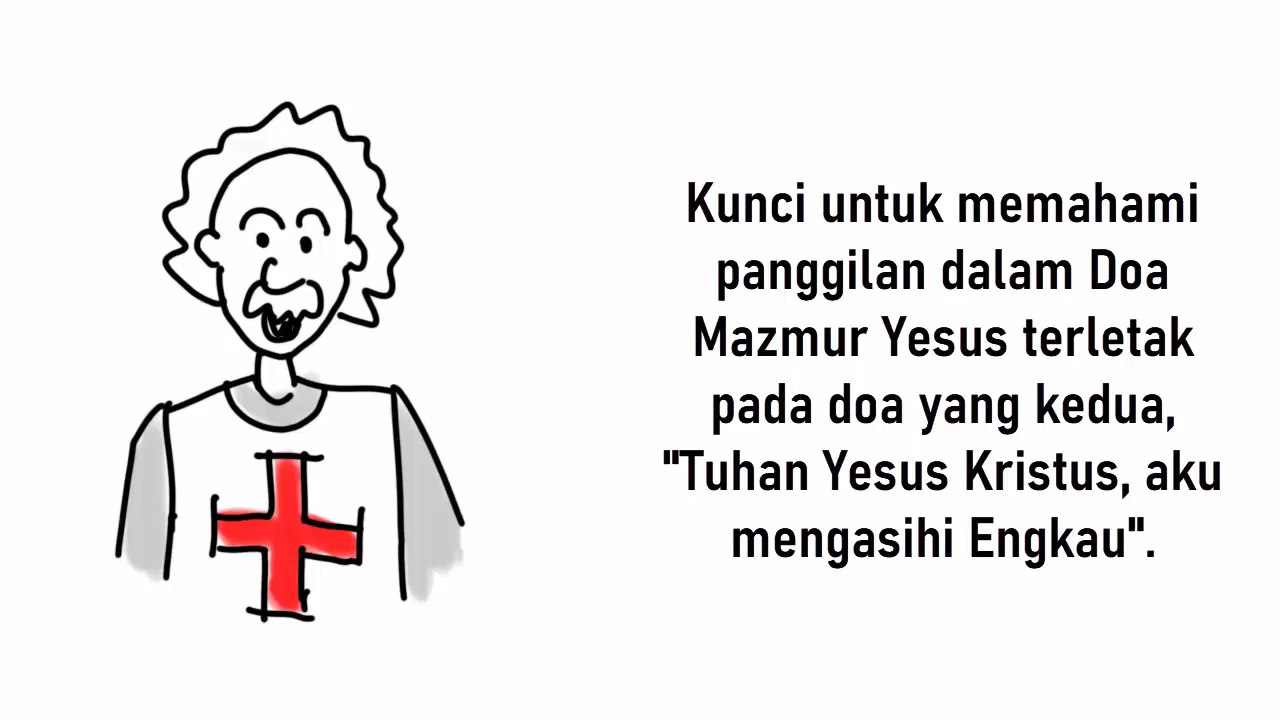 Kunci untuk memahami
panggilan dalam Doa
Mazmur Yesus terletak
pada doa yang kedua,
"Tuhan Yesus Kristus, aku
mengasihi Engkau".